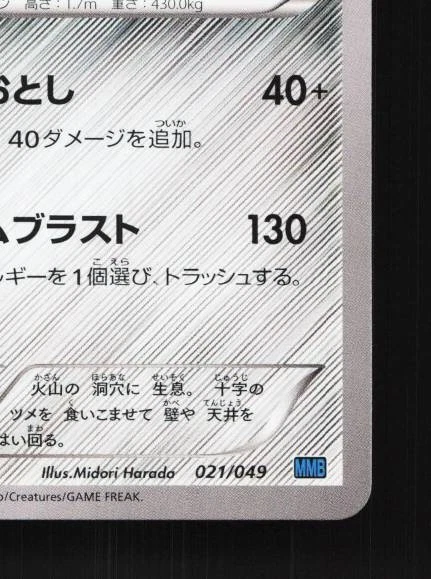 ン 高さ：1.7m 重さ：430.0kg
おとし 40+
、40ダメージを追加。
ムブラスト 130
ルギーを1個選び、トラッシュする。
火山の 洞穴に 生息。 十字の
ツメを 食いこませて 壁や 天井を
はい回る。
Illus.Midori Harada 021/049 MMB
o/Creatures/GAME FREAK.